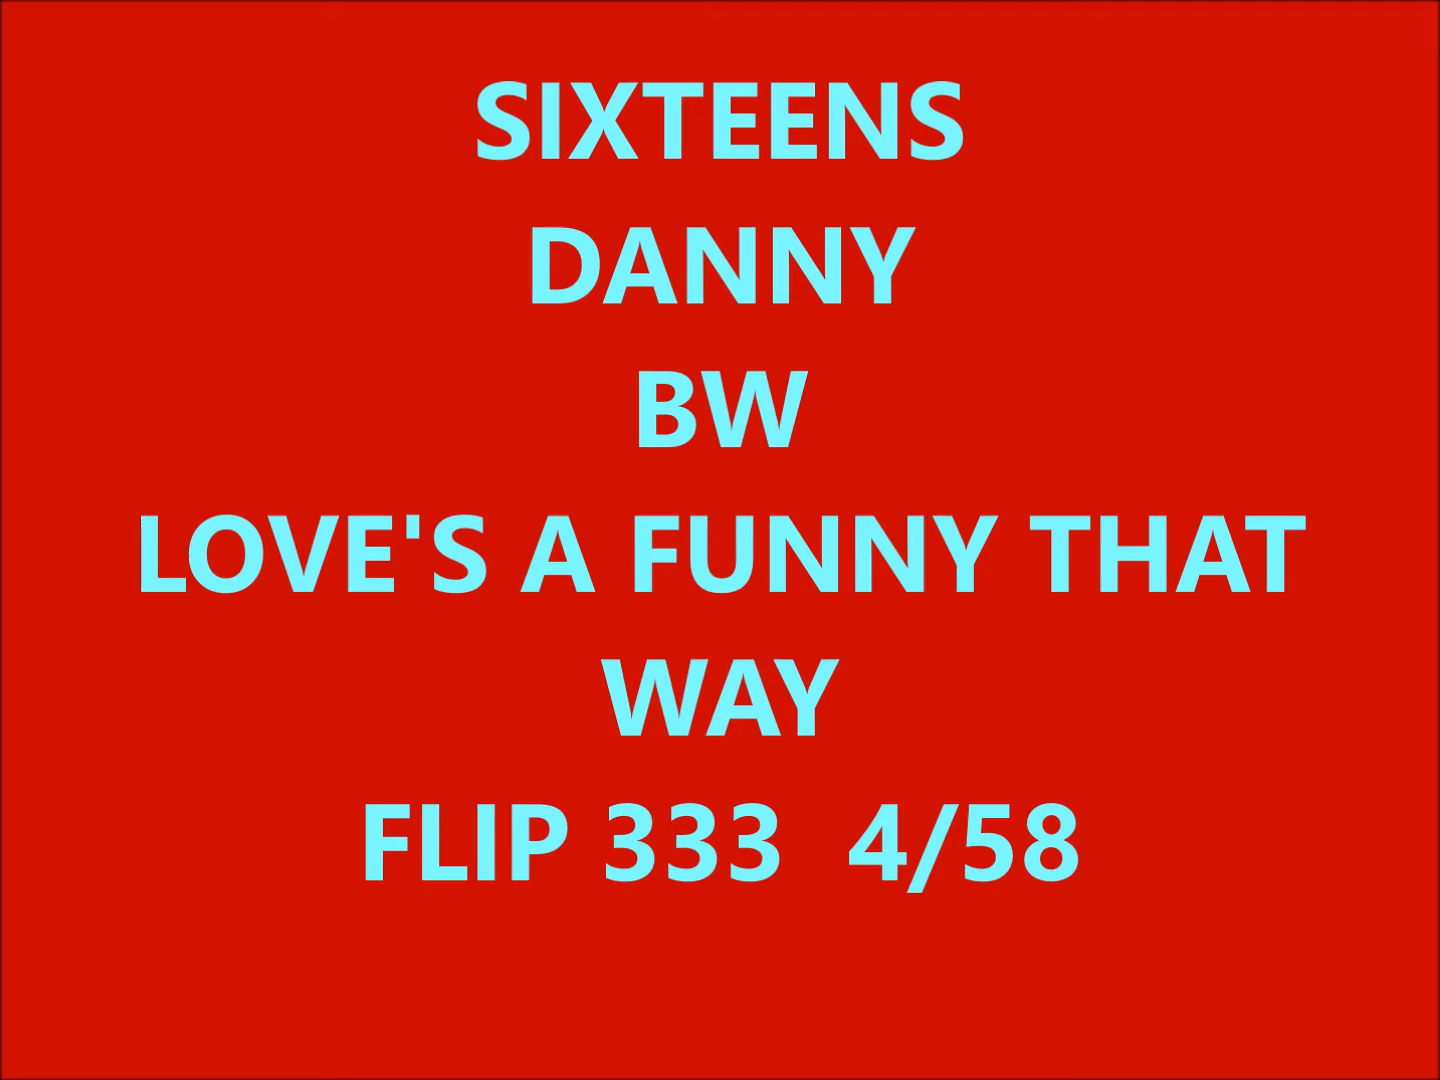 SIXTEENS
DANNY
BW
LOVE'S A FUNNY THAT
WAY
FLIP 333  4/58